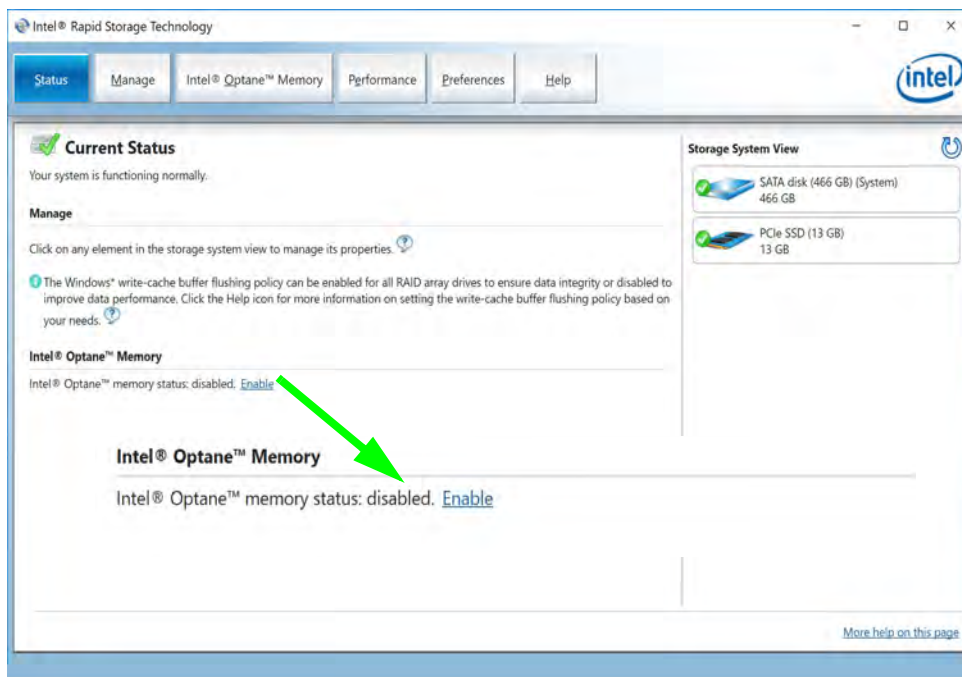 Intel® Rapid Storage Technology
Status
Manage
Intel® Optane™ Memory
Performance
Preferences
Help
intel
Current Status
Your system is functioning normally.
Manage
Click on any element in the storage system view to manage its properties.
The Windows* write-cache buffer flushing policy can be enabled for all RAID array drives to ensure data integrity or disabled to
improve data performance. Click the Help icon for more information on setting the write-cache buffer flushing policy based on
your needs.
Intel® Optane™ Memory
Intel® Optane™ memory status: disabled. Enable
Intel® Optane™ Memory
Intel® Optane™ memory status: disabled. Enable
Storage System View
SATA disk (466 GB) (System)
466 GB
PCIe SSD (13 GB)
13 GB
More help on this page